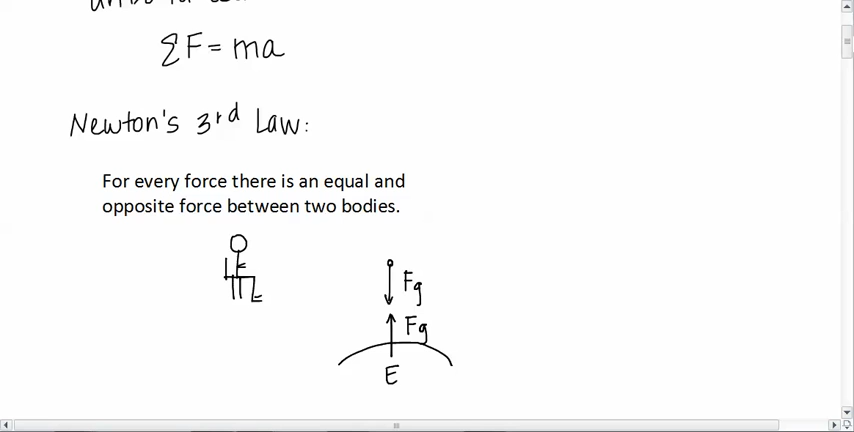 ΣF = ma
Newton's 3rd Law:
For every force there is an equal and
opposite force between two bodies.
Fg
Fg
E